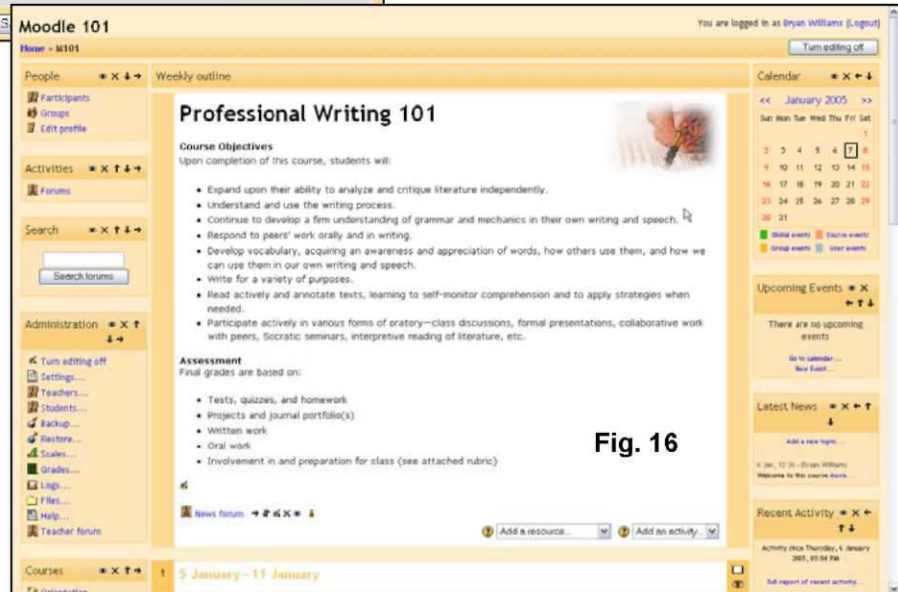 Moodle 101
You are logged in as Bryan Williams (Logout)
Home » M101
Turn editing off
People
Participants
Groups
Edit profile
Activities
Forums
Search
Search forums
Administration
Turn editing off
Settings...
Teachers...
Students...
Backup...
Restore...
Scales...
Grades...
Logs...
Files...
Help...
Teacher forum
Courses
Weekly outline
Professional Writing 101
Course Objectives
Upon completion of this course, students will:
• Expand upon their ability to analyze and critique literature independently.
• Understand and use the writing process.
• Continue to develop a firm understanding of grammar and mechanics in their own writing and speech.
• Respond to peers' work orally and in writing.
• Develop vocabulary, acquiring an awareness and appreciation of words, how others use them, and how we
can use them in our own writing and speech.
• Write for a variety of purposes.
• Read actively and annotate texts, learning to self-monitor comprehension and to apply strategies when
needed.
• Participate actively in various forms of oratory—class discussions, formal presentations, collaborative work
with peers, Socratic seminars, interpretive reading of literature, etc.
Assessment
Final grades are based on:
• Tests, quizzes, and homework
• Projects and journal portfolio(s)
• Written work
• Oral work
• Involvement in and preparation for class (see attached rubric)
Fig. 16
News forum
Add a resource...
Add an activity...
1 5 January - 11 January
Calendar
<< January 2005 >>
Sun Mon Tue Wed Thu Fri Sat
1
2 3 4 5 6 7 8
9 10 11 12 13 14 15
16 17 18 19 20 21 22
23 24 25 26 27 28 29
30 31
Global events Course events
Group events User events
Upcoming Events
There are no upcoming
events
Go to calendar...
New Event...
Latest News
Add a new topic...
6 Jan, - Bryan Williams
Welcome to this course more...
Recent Activity
Activity since Thursday, 6 January
2005, 05:04 PM
Full report of recent activity...